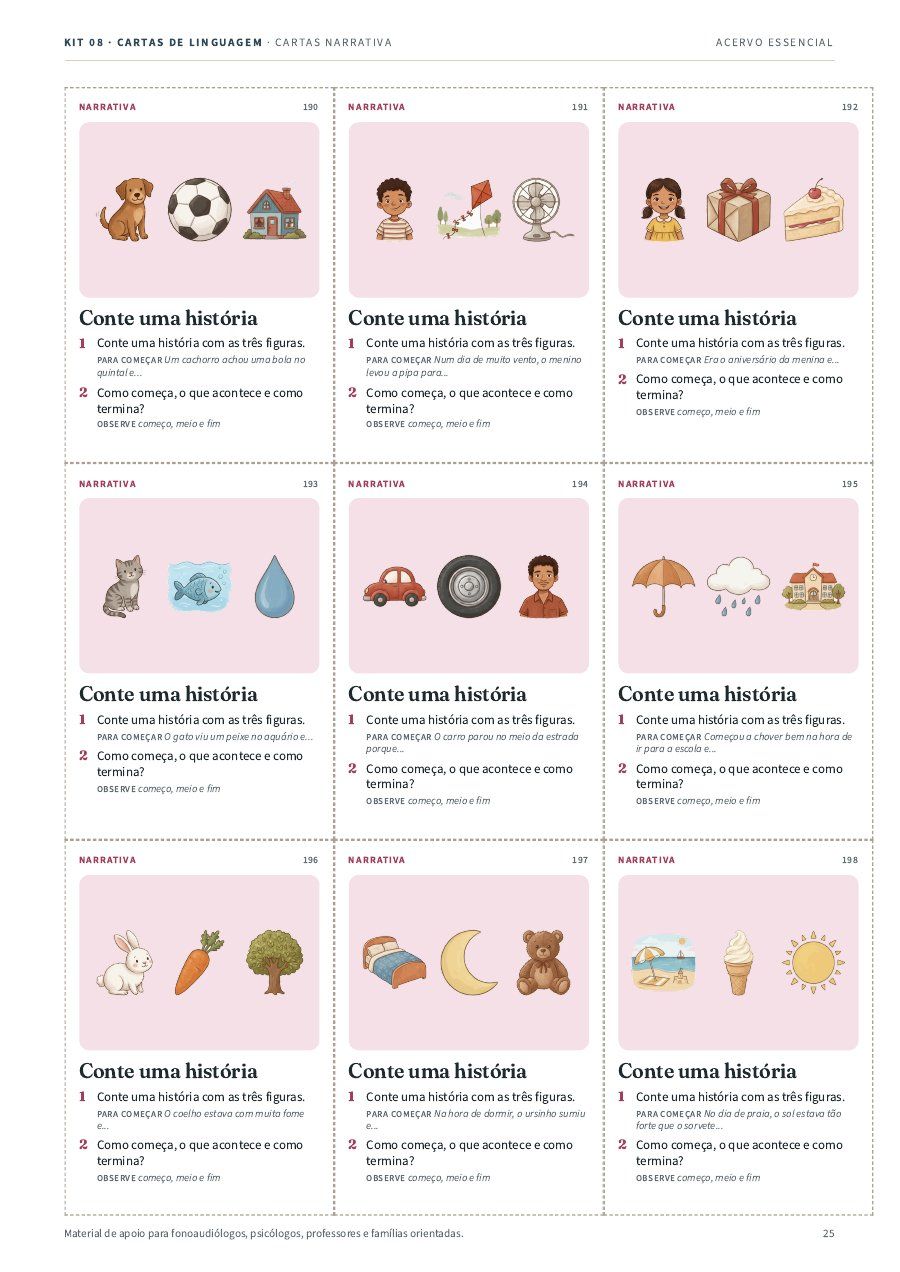 KIT 08 · CARTAS DE LINGUAGEM · CARTAS NARRATIVA
ACERVO ESSENCIAL
NARRATIVA 190
Conte uma história
1 Conte uma história com as três figuras.
PARA COMEÇAR Um cachorro achou uma bola no
quintal e...
2 Como começa, o que acontece e como
termina?
OBSERVE começo, meio e fim
NARRATIVA 191
Conte uma história
1 Conte uma história com as três figuras.
PARA COMEÇAR Num dia de muito vento, o menino
levou a pipa para...
2 Como começa, o que acontece e como
termina?
OBSERVE começo, meio e fim
NARRATIVA 192
Conte uma história
1 Conte uma história com as três figuras.
PARA COMEÇAR Era o aniversário da menina e...
2 Como começa, o que acontece e como
termina?
OBSERVE começo, meio e fim
NARRATIVA 193
Conte uma história
1 Conte uma história com as três figuras.
PARA COMEÇAR O gato viu um peixe no aquário e...
2 Como começa, o que acontece e como
termina?
OBSERVE começo, meio e fim
NARRATIVA 194
Conte uma história
1 Conte uma história com as três figuras.
PARA COMEÇAR O carro parou no meio da estrada
porque...
2 Como começa, o que acontece e como
termina?
OBSERVE começo, meio e fim
NARRATIVA 195
Conte uma história
1 Conte uma história com as três figuras.
PARA COMEÇAR Começou a chover bem na hora de
ir para a escola e...
2 Como começa, o que acontece e como
termina?
OBSERVE começo, meio e fim
NARRATIVA 196
Conte uma história
1 Conte uma história com as três figuras.
PARA COMEÇAR O coelho estava com muita fome
e...
2 Como começa, o que acontece e como
termina?
OBSERVE começo, meio e fim
NARRATIVA 197
Conte uma história
1 Conte uma história com as três figuras.
PARA COMEÇAR Na hora de dormir, o ursinho sumiu
e...
2 Como começa, o que acontece e como
termina?
OBSERVE começo, meio e fim
NARRATIVA 198
Conte uma história
1 Conte uma história com as três figuras.
PARA COMEÇAR No dia de praia, o sol estava tão
forte que o sorvete...
2 Como começa, o que acontece e como
termina?
OBSERVE começo, meio e fim
Material de apoio para fonoaudiólogos, psicólogos, professores e famílias orientadas.
25